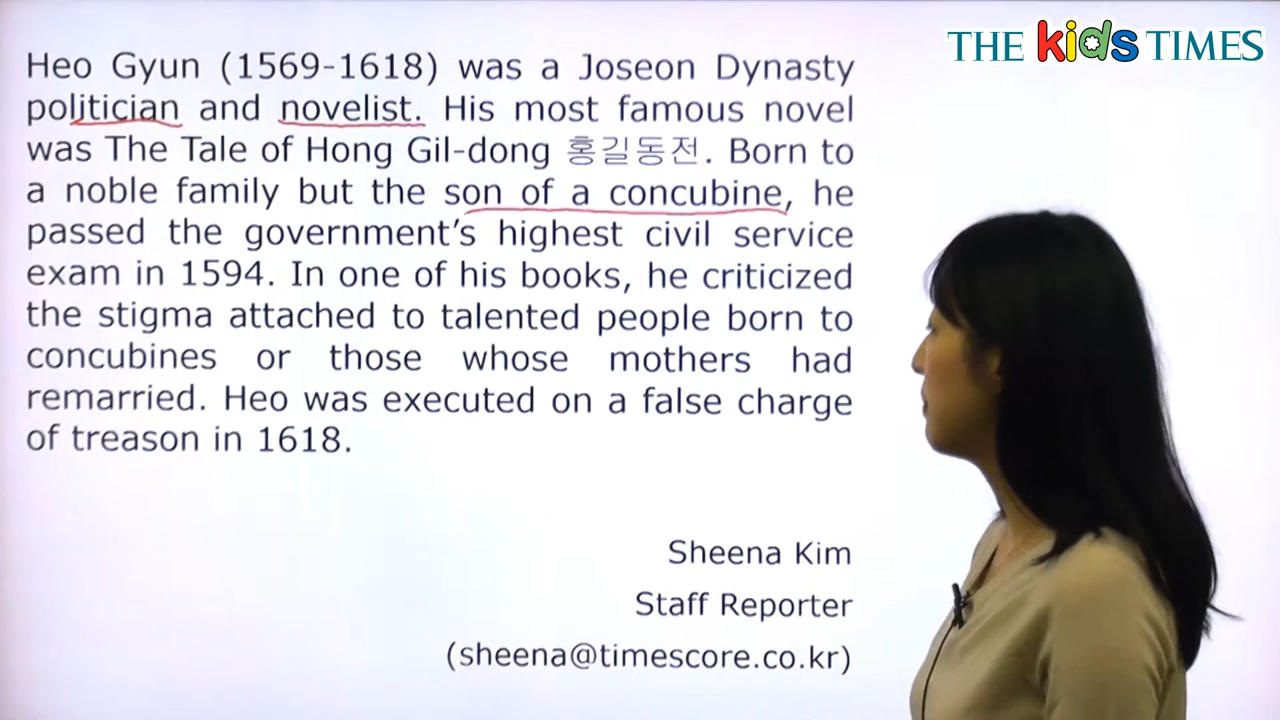 THE kids TIMES
Heo Gyun (1569-1618) was a Joseon Dynasty
politician and novelist. His most famous novel
was The Tale of Hong Gil-dong 홍길동전. Born to
a noble family but the son of a concubine, he
passed the government’s highest civil service
exam in 1594. In one of his books, he criticized
the stigma attached to talented people born to
concubines or those whose mothers had
remarried. Heo was executed on a false charge
of treason in 1618.
Sheena Kim
Staff Reporter
(sheena@timescore.co.kr)